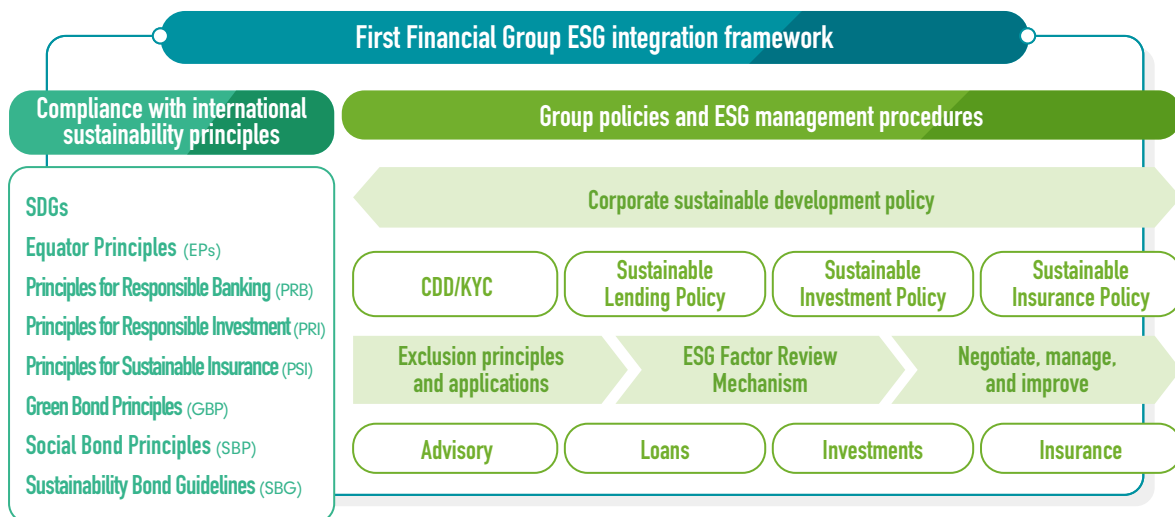 First Financial Group ESG integration framework
Compliance with international
sustainability principles
SDGs
Equator Principles (EPs)
Principles for Responsible Banking (PRB)
Principles for Responsible Investment (PRI)
Principles for Sustainable Insurance (PSI)
Green Bond Principles (GBP)
Social Bond Principles (SBP)
Sustainability Bond Guidelines (SBG)
Group policies and ESG management procedures
Corporate sustainable development policy
CDD/KYC
Sustainable
Lending Policy
Sustainable
Investment Policy
Sustainable
Insurance Policy
Exclusion principles
and applications
ESG Factor Review
Mechanism
Negotiate, manage,
and improve
Advisory
Loans
Investments
Insurance